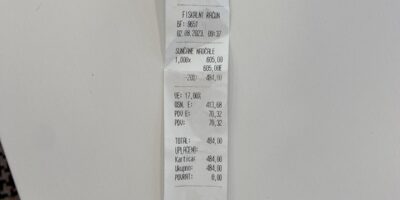 FISKALNI RAČUN
BF: 9651
02.08.2023, 09:37
SUNČANE NAOČALE
1,000x 605,00
605,00E
-20%: 484,00
VE: 17,00%
OSN. E: 413,68
PDV E: 70,32
PDV: 70,32
TOTAL: 484,00
UPLAĆENO:
Kartica: 484,00
Ukupno: 484,00
POVRAT: 0,00